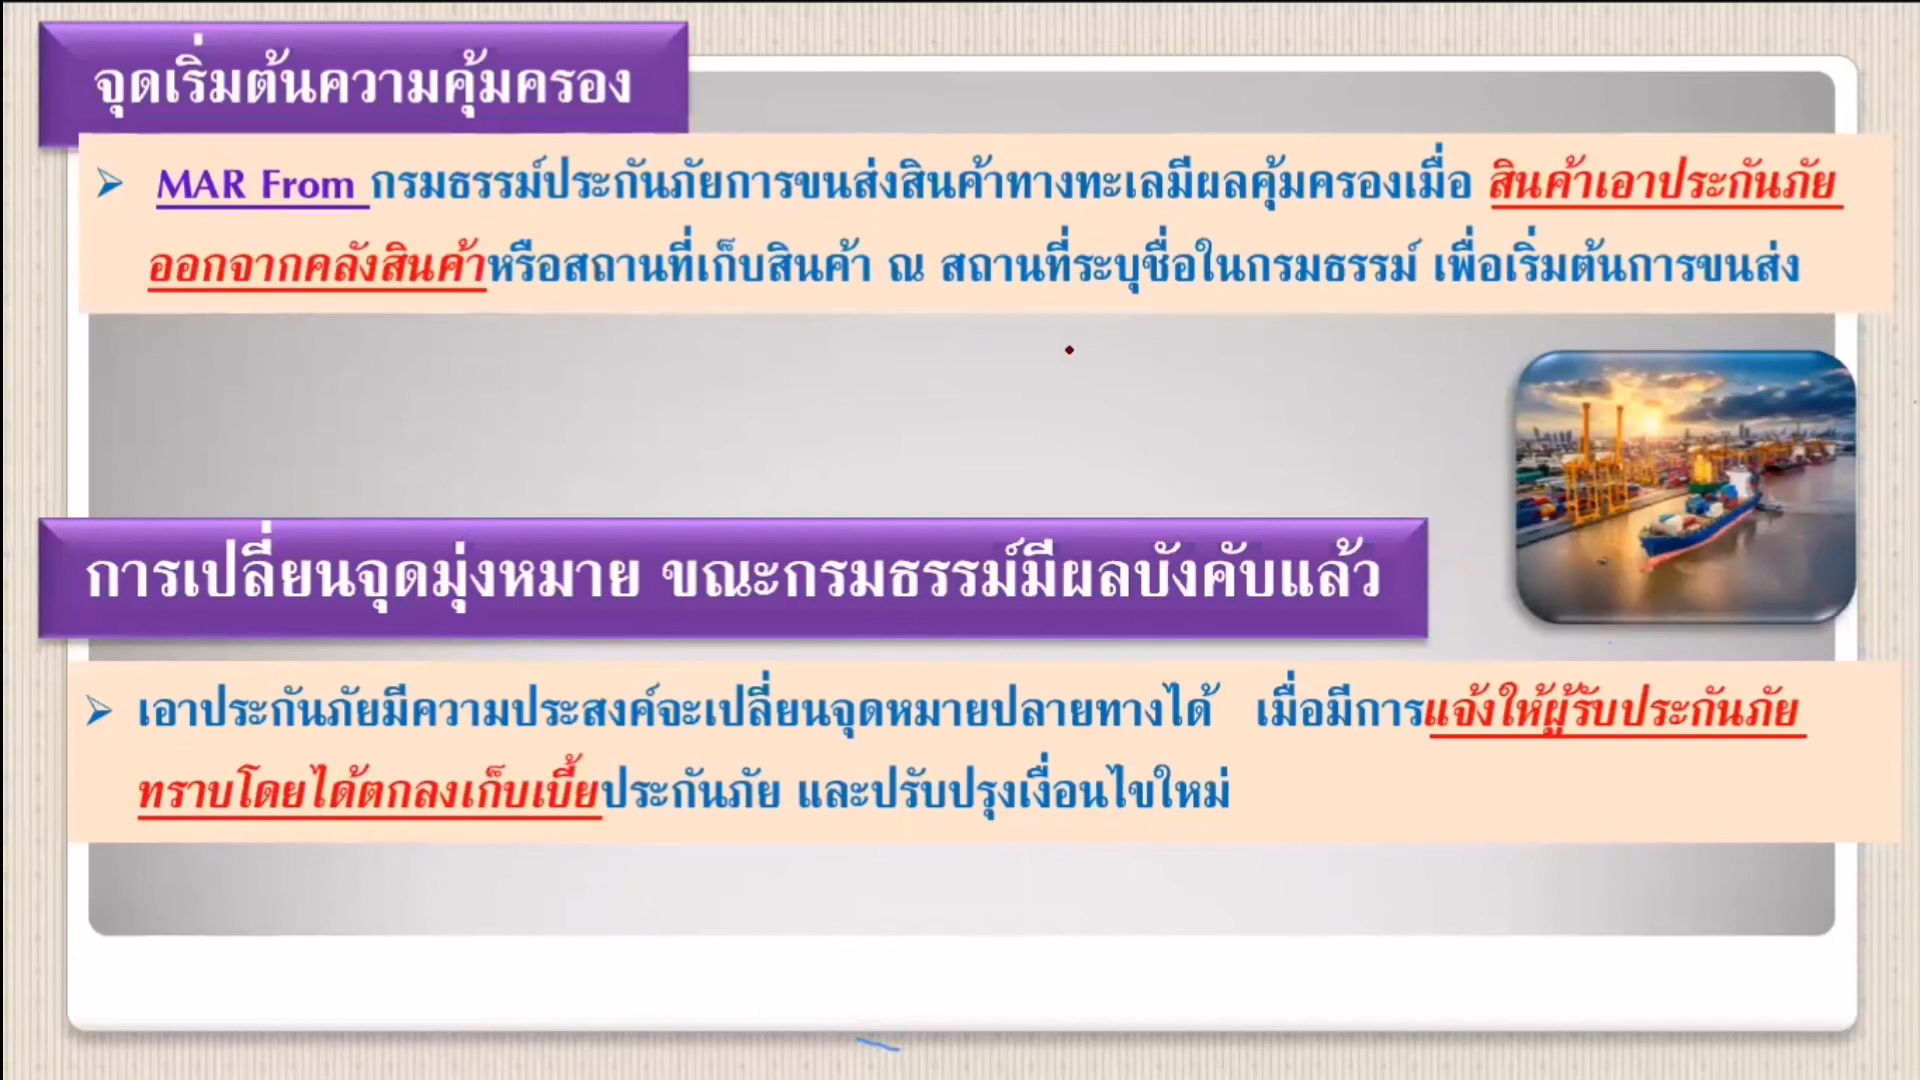 จุดเริ่มต้นความคุ้มครอง
MAR From กรมธรรม์ประกันภัยการขนส่งสินค้าทางทะเลมีผลคุ้มครองเมื่อ สินค้าเอาประกันภัย
ออกจากคลังสินค้าหรือสถานที่เก็บสินค้า ณ สถานที่ระบุชื่อในกรมธรรม์ เพื่อเริ่มต้นการขนส่ง
การเปลี่ยนจุดมุ่งหมาย ขณะกรมธรรม์มีผลบังคับแล้ว
เอาประกันภัยมีความประสงค์จะเปลี่ยนจุดหมายปลายทางได้ เมื่อมีการแจ้งให้ผู้รับประกันภัย
ทราบโดยได้ตกลงเก็บเบี้ยประกันภัย และปรับปรุงเงื่อนไขใหม่